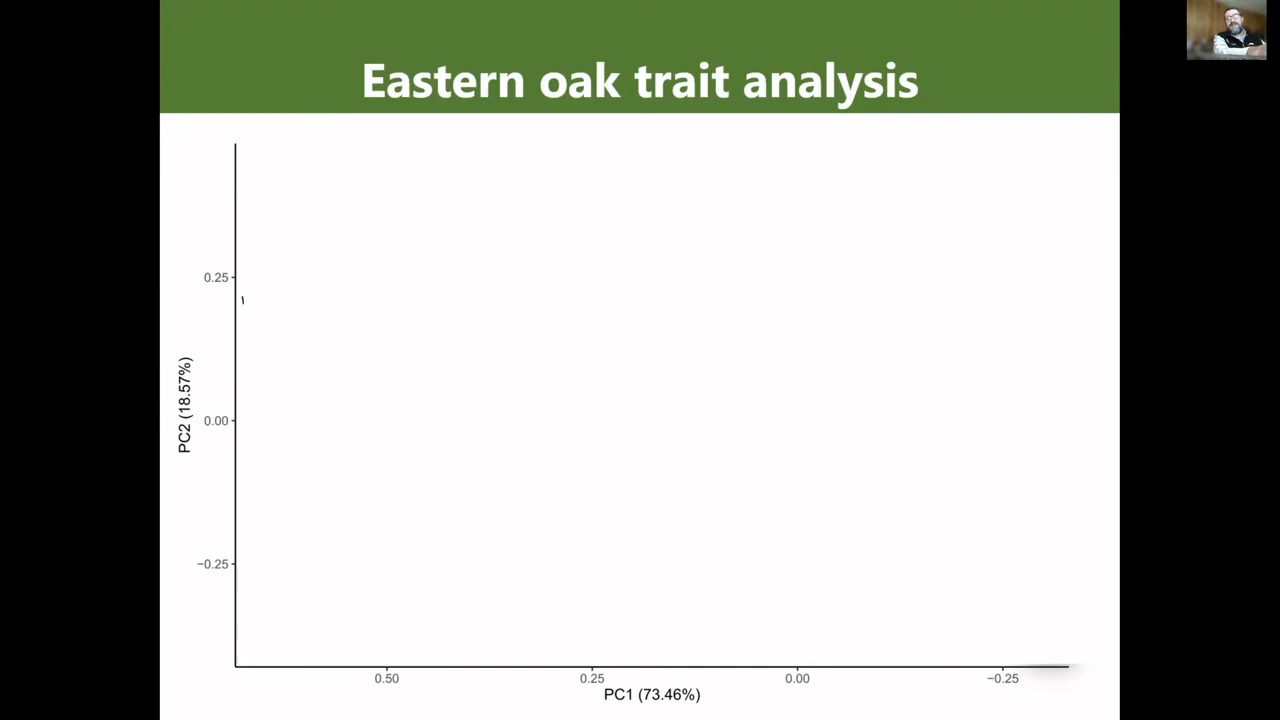 Eastern oak trait analysis
0.25
0.00
−0.25
PC2 (18.57%)
0.50
0.25
0.00
−0.25
PC1 (73.46%)